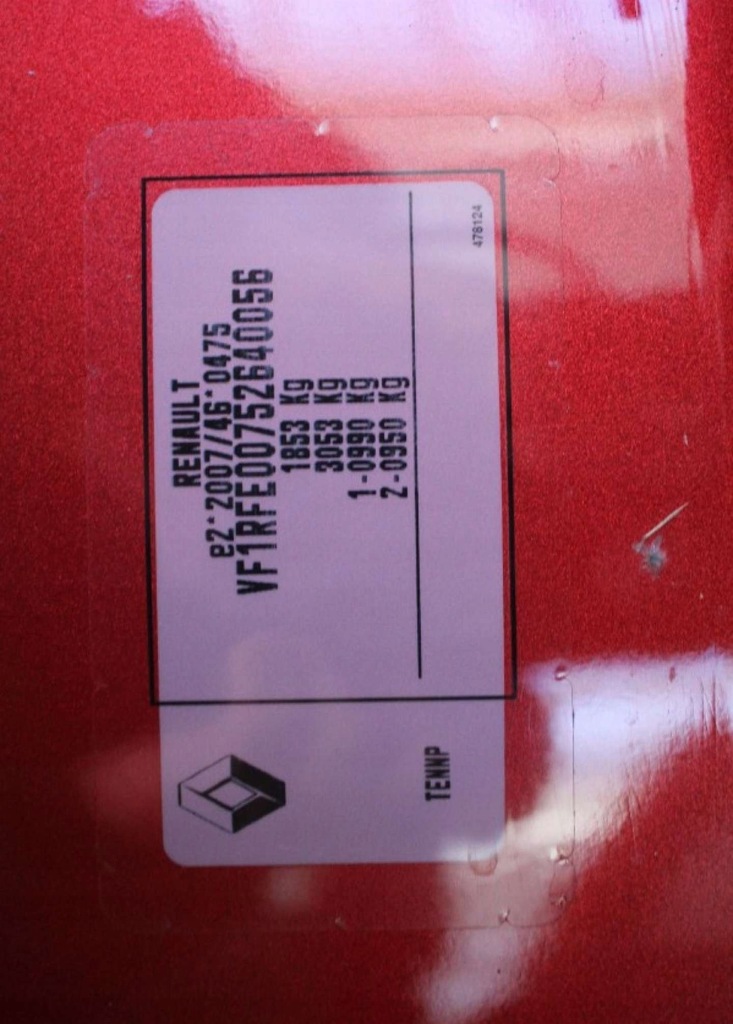 RENAULT
e2*2007/46*0475
VF1RFE00752640056
1853 Kg
3053 Kg
1-0990 Kg
2-0950 Kg
478124
TENNP